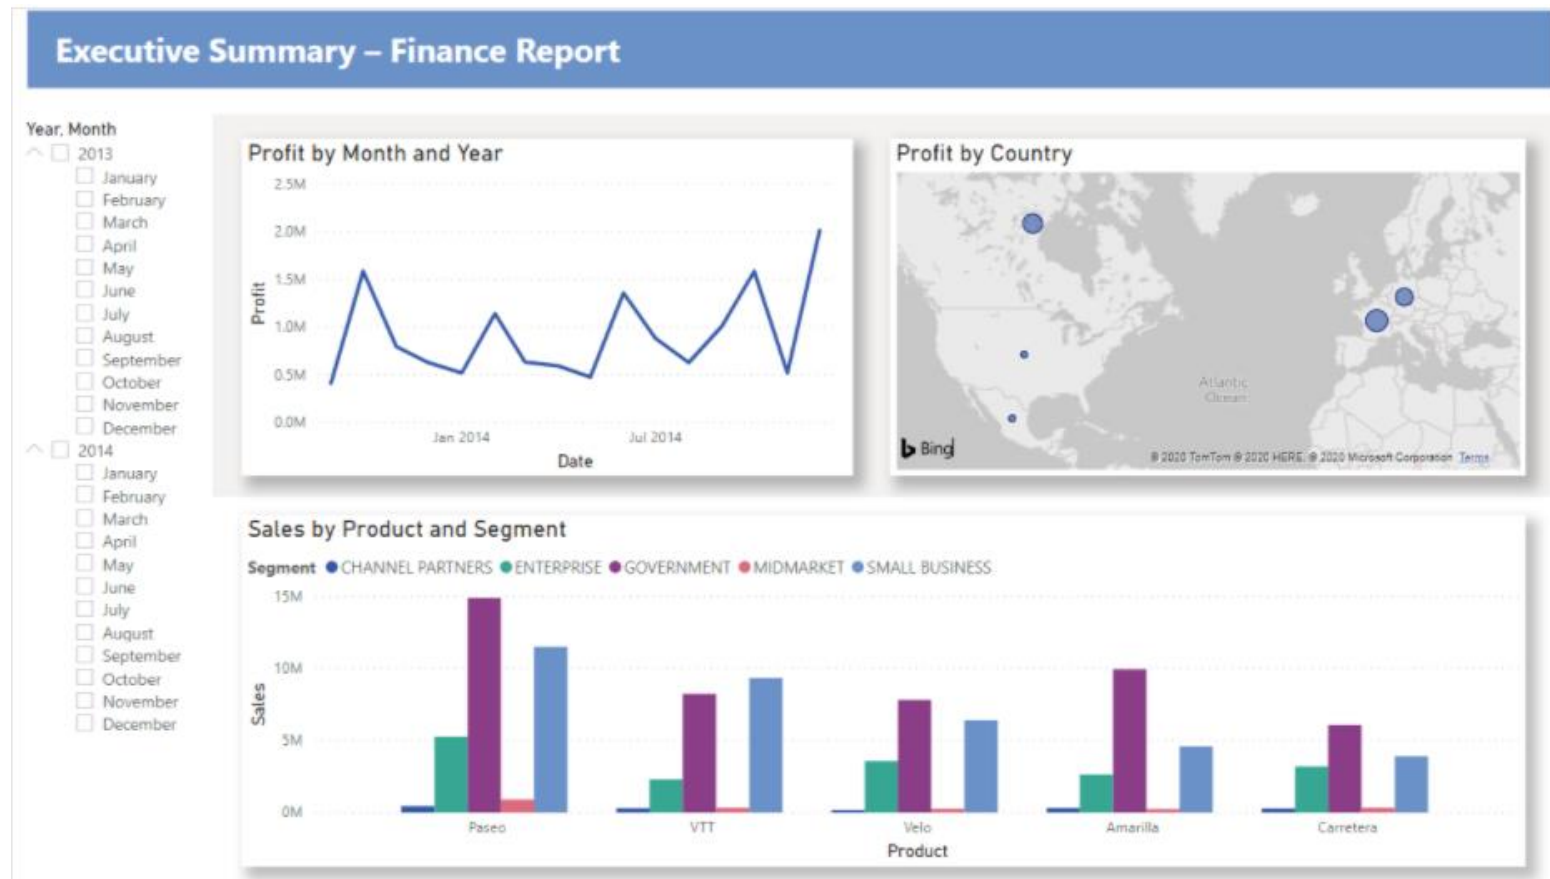 Executive Summary – Finance Report
Year, Month
2013
January
February
March
April
May
June
July
August
September
October
November
December
2014
January
February
March
April
May
June
July
August
September
October
November
December
Profit by Month and Year
2.5M
2.0M
1.5M
1.0M
0.5M
0.0M
Profit
Jan 2014 Jul 2014
Date
Profit by Country
Atlantic
Ocean
Bing
© 2020 TomTom © 2020 HERE, © 2020 Microsoft Corporation Terms
Sales by Product and Segment
Segment CHANNEL PARTNERS ENTERPRISE GOVERNMENT MIDMARKET SMALL BUSINESS
15M
10M
5M
0M
Sales
Paseo VTT Velo Amarilla Carretera
Product